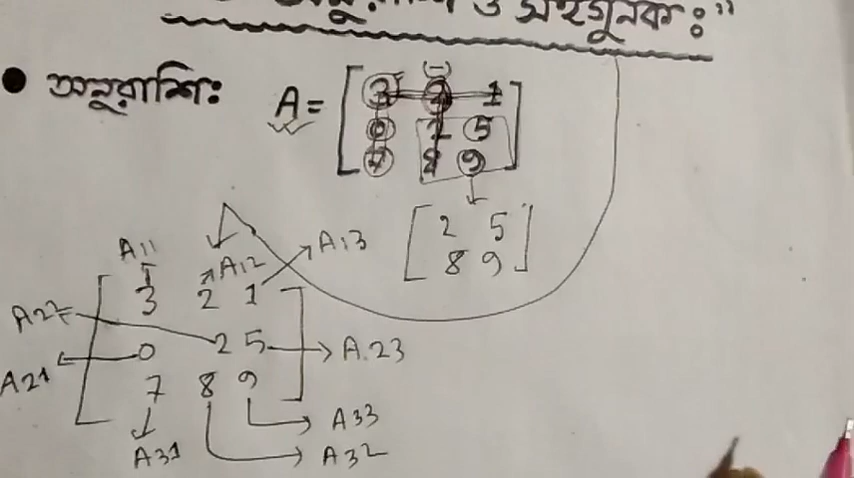 ও সহগুনক:"
● অনুরাশি:
A = [3 2 1
0 2 5
7 8 9]
(-)
[2 5
8 9]
A11
A12
A13
[3 2 1
0 2 5
7 8 9]
A22
A21
A23
A31
A33
A32